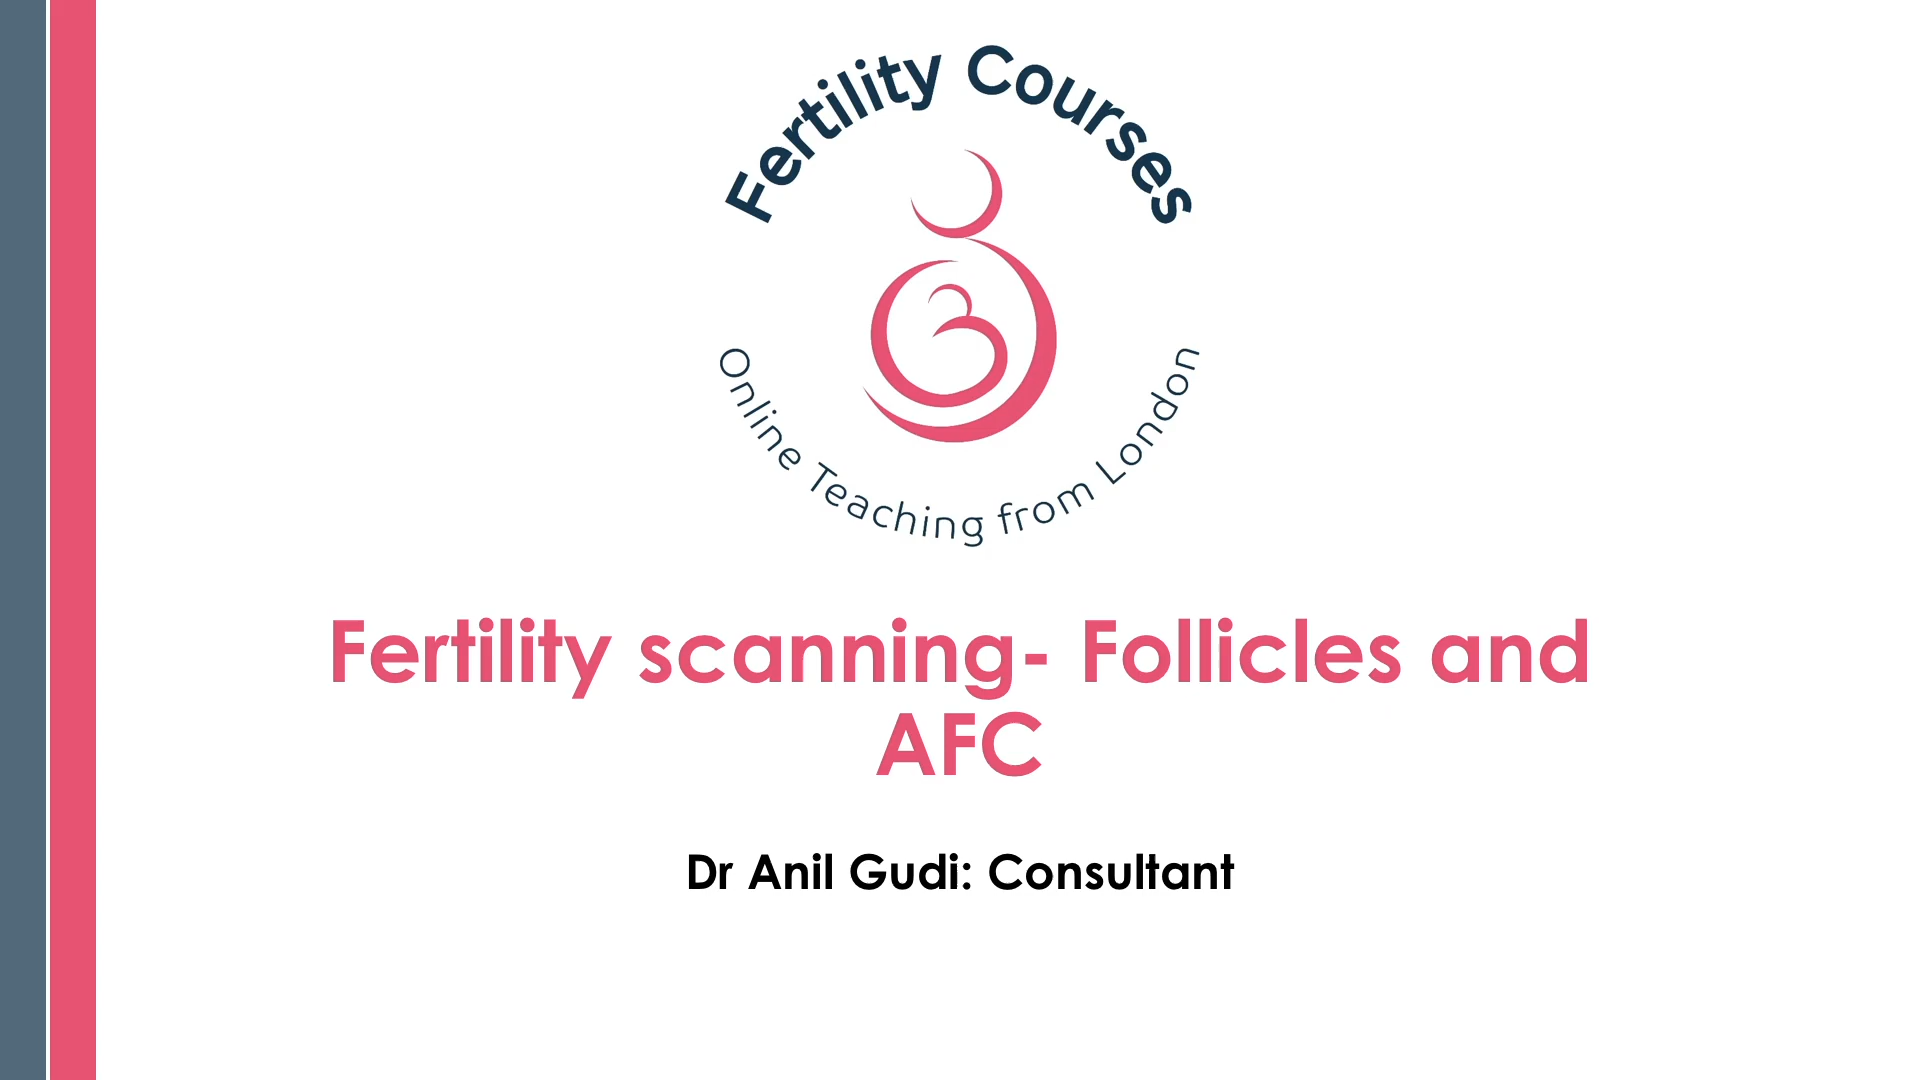 Fertility Courses
Online Teaching from London
Fertility scanning- Follicles and
AFC
Dr Anil Gudi: Consultant